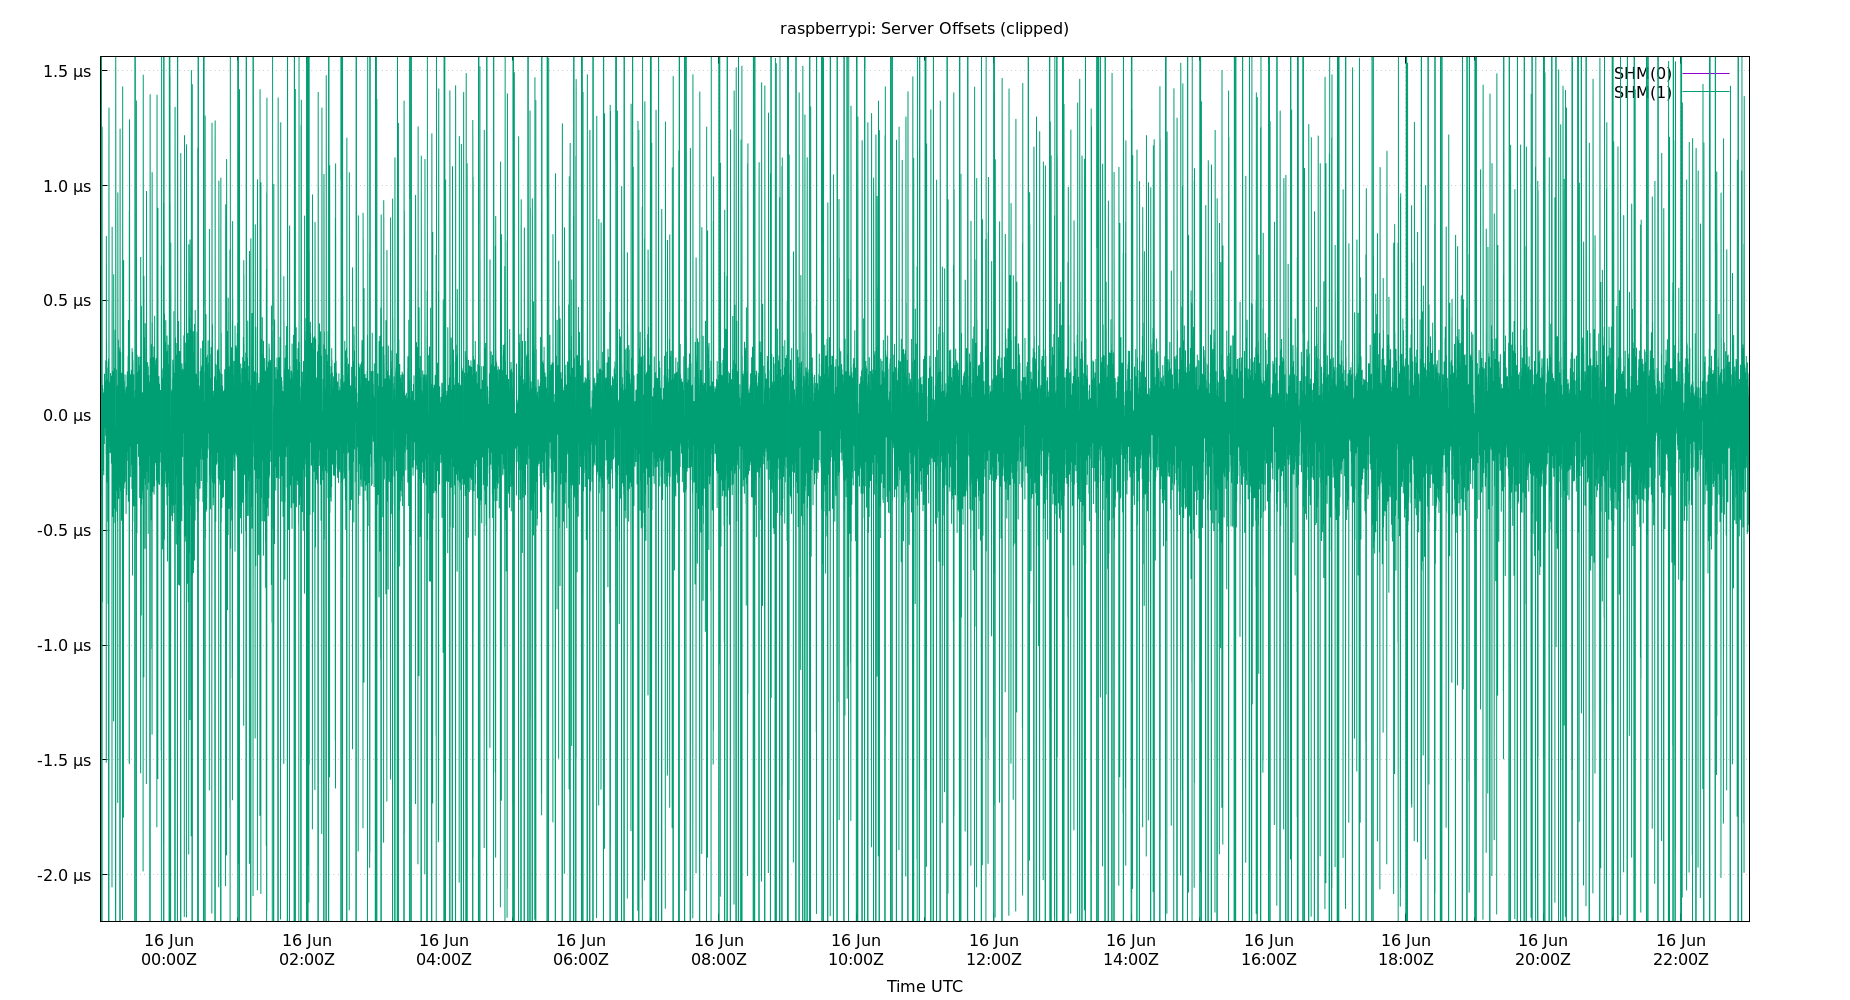 raspberrypi: Server Offsets (clipped)
1.5 μs
SHM(0)
SHM(1)
1.0 μs
0.5 μs
0.0 μs
-0.5 μs
-1.0 μs
-1.5 μs
-2.0 μs
16 Jun 16 Jun 16 Jun 16 Jun 16 Jun 16 Jun 16 Jun 16 Jun 16 Jun 16 Jun 16 Jun 16 Jun
00:00Z 02:00Z 04:00Z 06:00Z 08:00Z 10:00Z 12:00Z 14:00Z 16:00Z 18:00Z 20:00Z 22:00Z
Time UTC